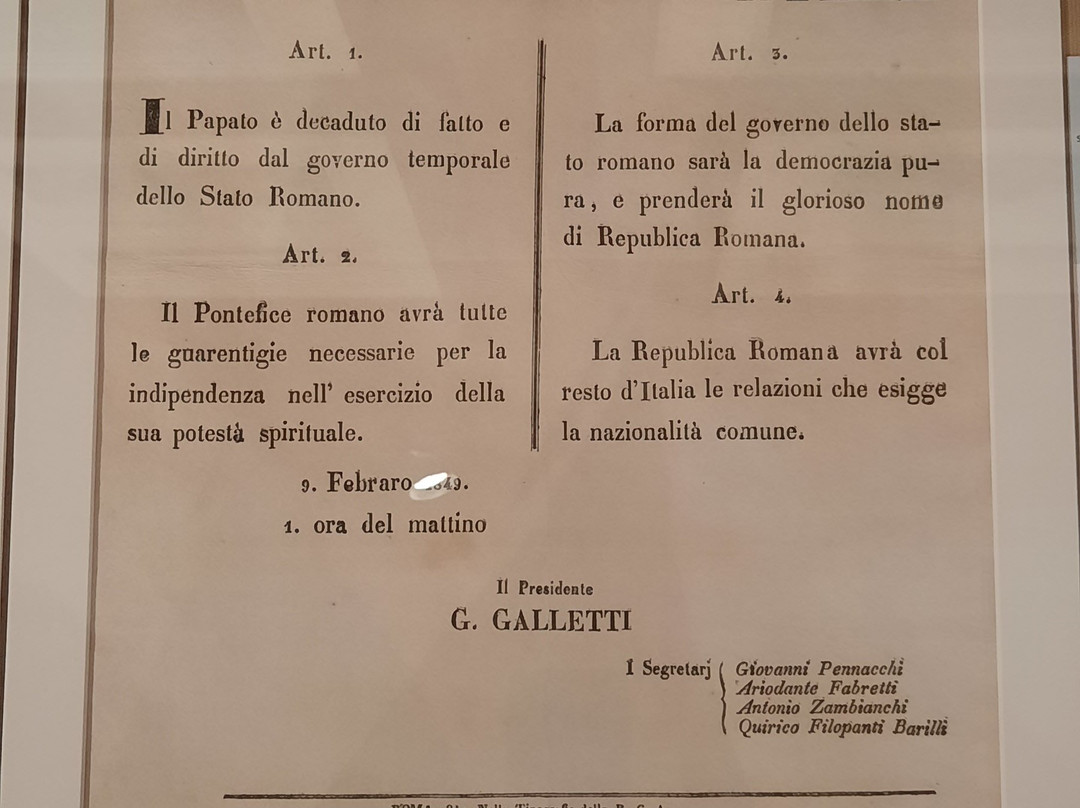 Art. 1.
Il Papato è decaduto di fatto e
di diritto dal governo temporale
dello Stato Romano.
Art. 2.
Il Pontefice romano avrà tutte
le guarentigie necessarie per la
indipendenza nell' esercizio della
sua potestà spirituale.
Art. 3.
La forma del governo dello sta-
to romano sarà la democrazia pu-
ra, e prenderà il glorioso nome
di Republica Romana.
Art. 4.
La Republica Romana avrà col
resto d'Italia le relazioni che esigge
la nazionalità comune.
9. Febraro 1849.
1. ora del mattino
Il Presidente
G. GALLETTI
I Segretarj
Giovanni Pennacchi
Ariodante Fabretti
Antonio Zambianchi
Quirico Filopanti Barilli